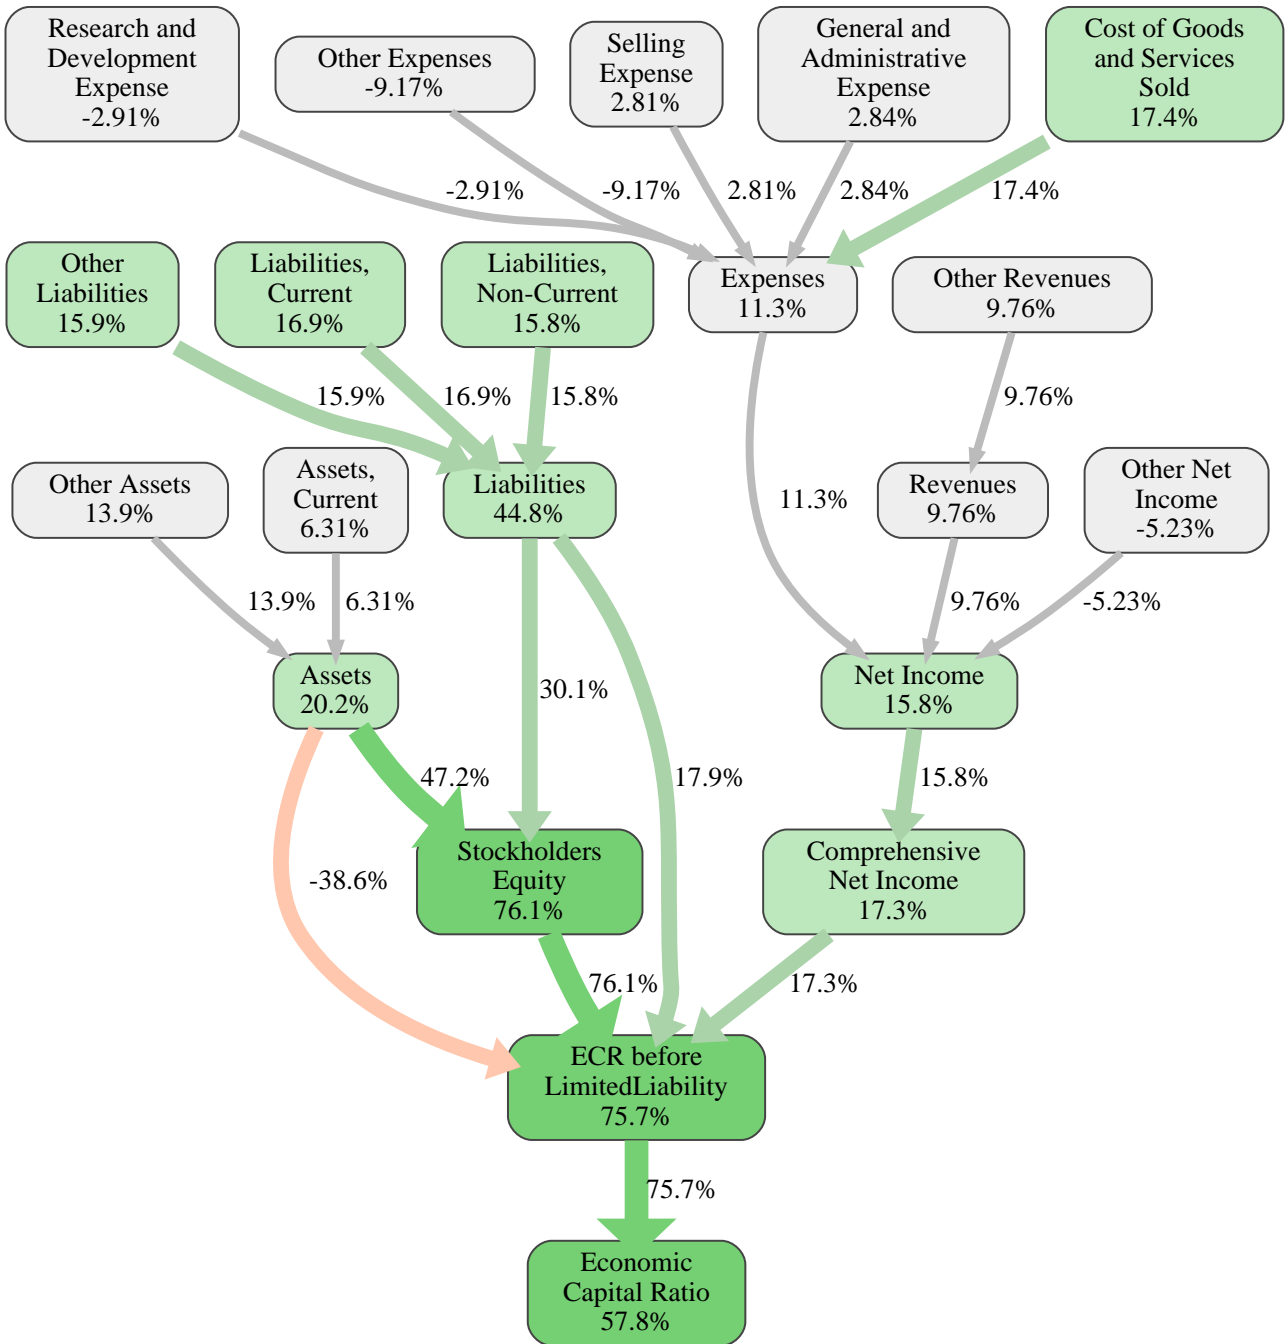 Research and
Development
Expense
-2.91%
Other Expenses
-9.17%
Selling
Expense
2.81%
General and
Administrative
Expense
2.84%
Cost of Goods
and Services
Sold
17.4%
-2.91%
-9.17%
2.81%
2.84%
17.4%
Other
Liabilities
15.9%
Liabilities,
Current
16.9%
Liabilities,
Non-Current
15.8%
Expenses
11.3%
Other Revenues
9.76%
15.9%
16.9%
15.8%
9.76%
Other Assets
13.9%
Assets,
Current
6.31%
Liabilities
44.8%
11.3%
Revenues
9.76%
Other Net
Income
-5.23%
13.9%
6.31%
9.76%
-5.23%
Assets
20.2%
30.1%
Net Income
15.8%
47.2%
17.9%
15.8%
-38.6%
Stockholders
Equity
76.1%
Comprehensive
Net Income
17.3%
76.1%
17.3%
ECR before
LimitedLiability
75.7%
75.7%
Economic
Capital Ratio
57.8%